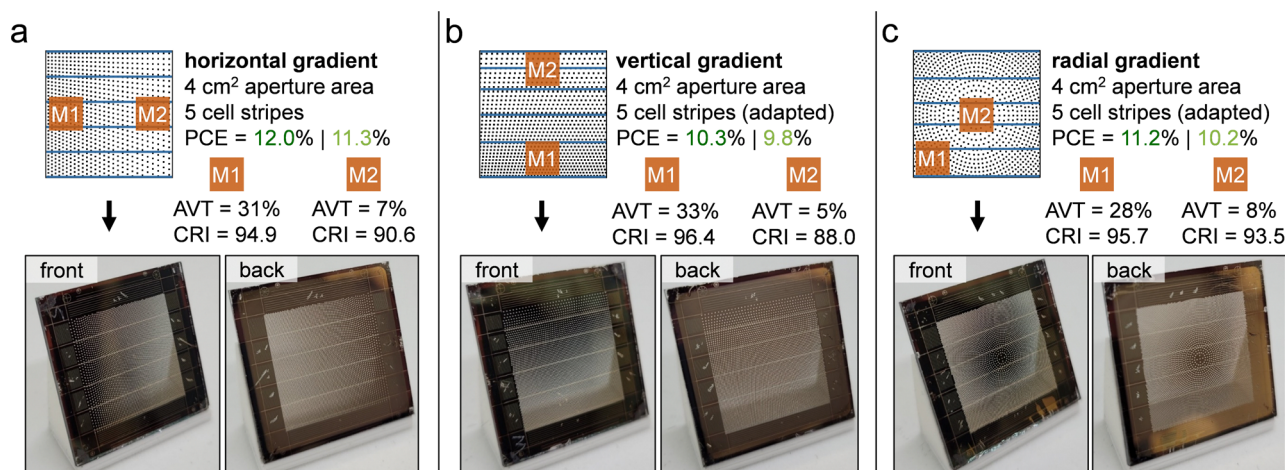 a
horizontal gradient
4 cm² aperture area
5 cell stripes
PCE = 12.0% | 11.3%
M1
M2
M1
M2
AVT = 31%
CRI = 94.9
AVT = 7%
CRI = 90.6
front
back
b
vertical gradient
4 cm² aperture area
5 cell stripes (adapted)
PCE = 10.3% | 9.8%
M2
M1
M1
M2
AVT = 33%
CRI = 96.4
AVT = 5%
CRI = 88.0
front
back
c
radial gradient
4 cm² aperture area
5 cell stripes (adapted)
PCE = 11.2% | 10.2%
M2
M1
M1
M2
AVT = 28%
CRI = 95.7
AVT = 8%
CRI = 93.5
front
back